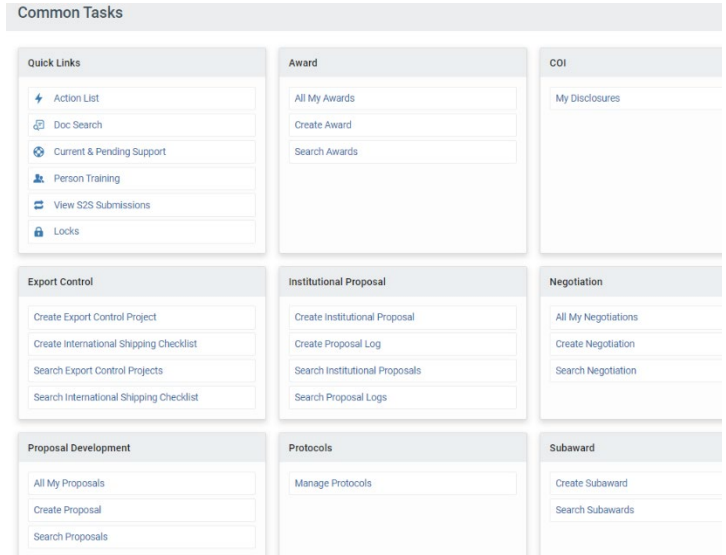 Common Tasks
Quick Links
Action List
Doc Search
Current & Pending Support
Person Training
View S2S Submissions
Locks
Award
All My Awards
Create Award
Search Awards
COI
My Disclosures
Export Control
Create Export Control Project
Create International Shipping Checklist
Search Export Control Projects
Search International Shipping Checklist
Institutional Proposal
Create Institutional Proposal
Create Proposal Log
Search Institutional Proposals
Search Proposal Logs
Negotiation
All My Negotiations
Create Negotiation
Search Negotiation
Proposal Development
All My Proposals
Create Proposal
Search Proposals
Protocols
Manage Protocols
Subaward
Create Subaward
Search Subawards